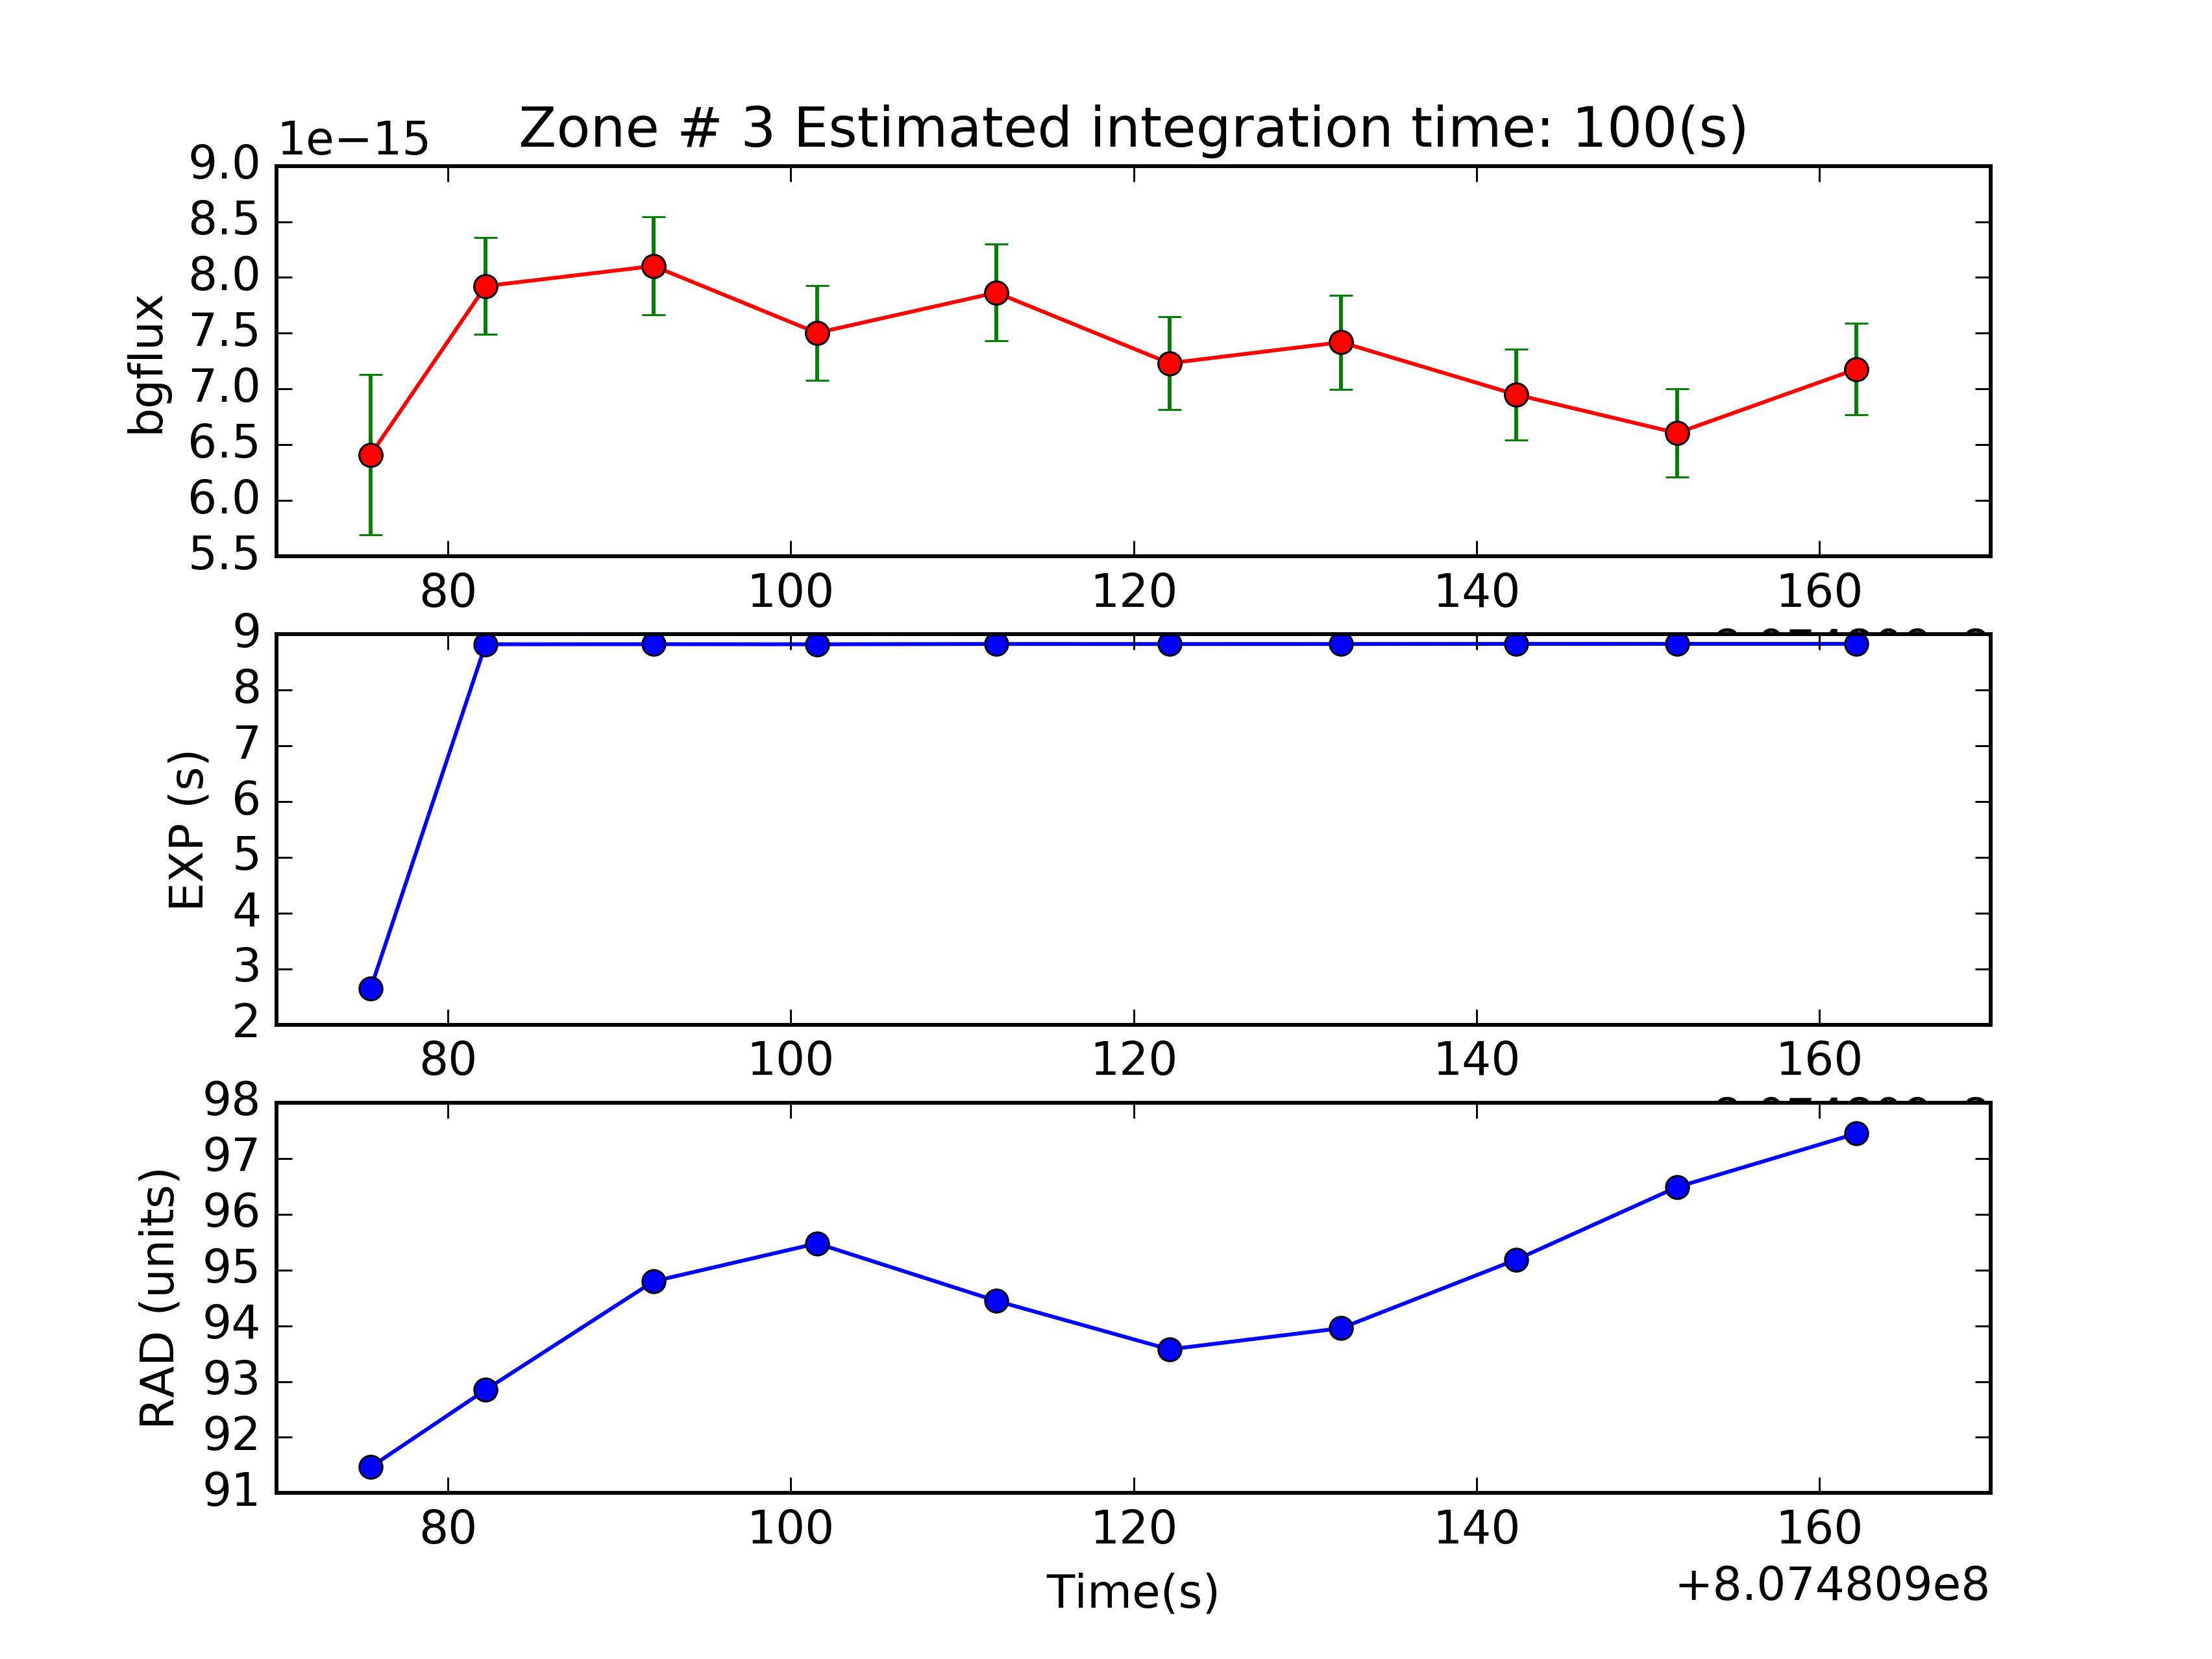 1e−15
Zone # 3 Estimated integration time: 100(s)
9.0
8.5
8.0
7.5
7.0
6.5
6.0
5.5
bgflux
80 100 120 140 160
9
8
7
6
5
4
3
2
EXP (s)
80 100 120 140 160
98
97
96
95
94
93
92
91
RAD (units)
80 100 120 140 160
Time(s)
+8.074809e8